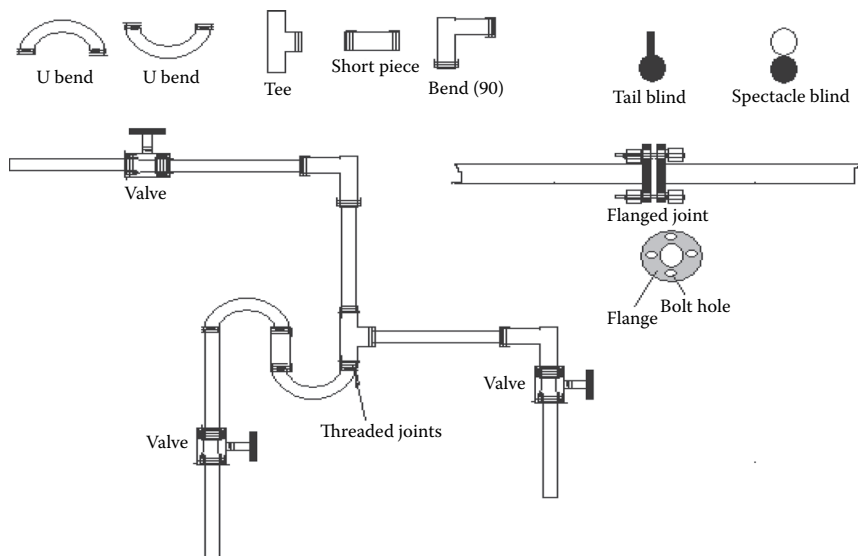 U bend
U bend
Tee
Short piece
Bend (90)
Tail blind
Spectacle blind
Valve
Flanged joint
Flange
Bolt hole
Valve
Threaded joints
Valve